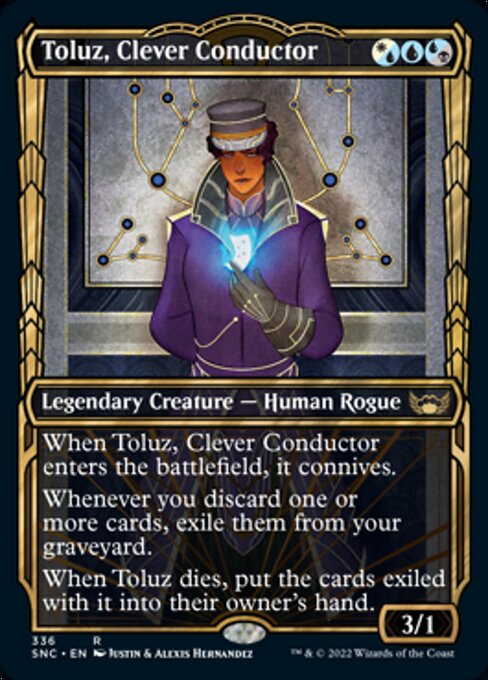 Toluz, Clever Conductor
Legendary Creature — Human Rogue
When Toluz, Clever Conductor
enters the battlefield, it connives.
Whenever you discard one or
more cards, exile them from your
graveyard.
When Toluz dies, put the cards exiled
with it into their owner's hand.
3/1
336 R
SNC • EN Justin & Alexis Hernandez
™ & © 2022 Wizards of the Coast